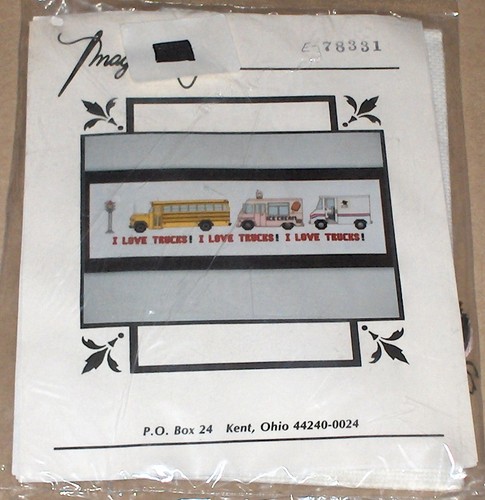 E-78331
ICE CREAM
I LOVE TRUCKS! I LOVE TRUCKS! I LOVE TRUCKS!
P.O. Box 24 Kent, Ohio 44240-0024